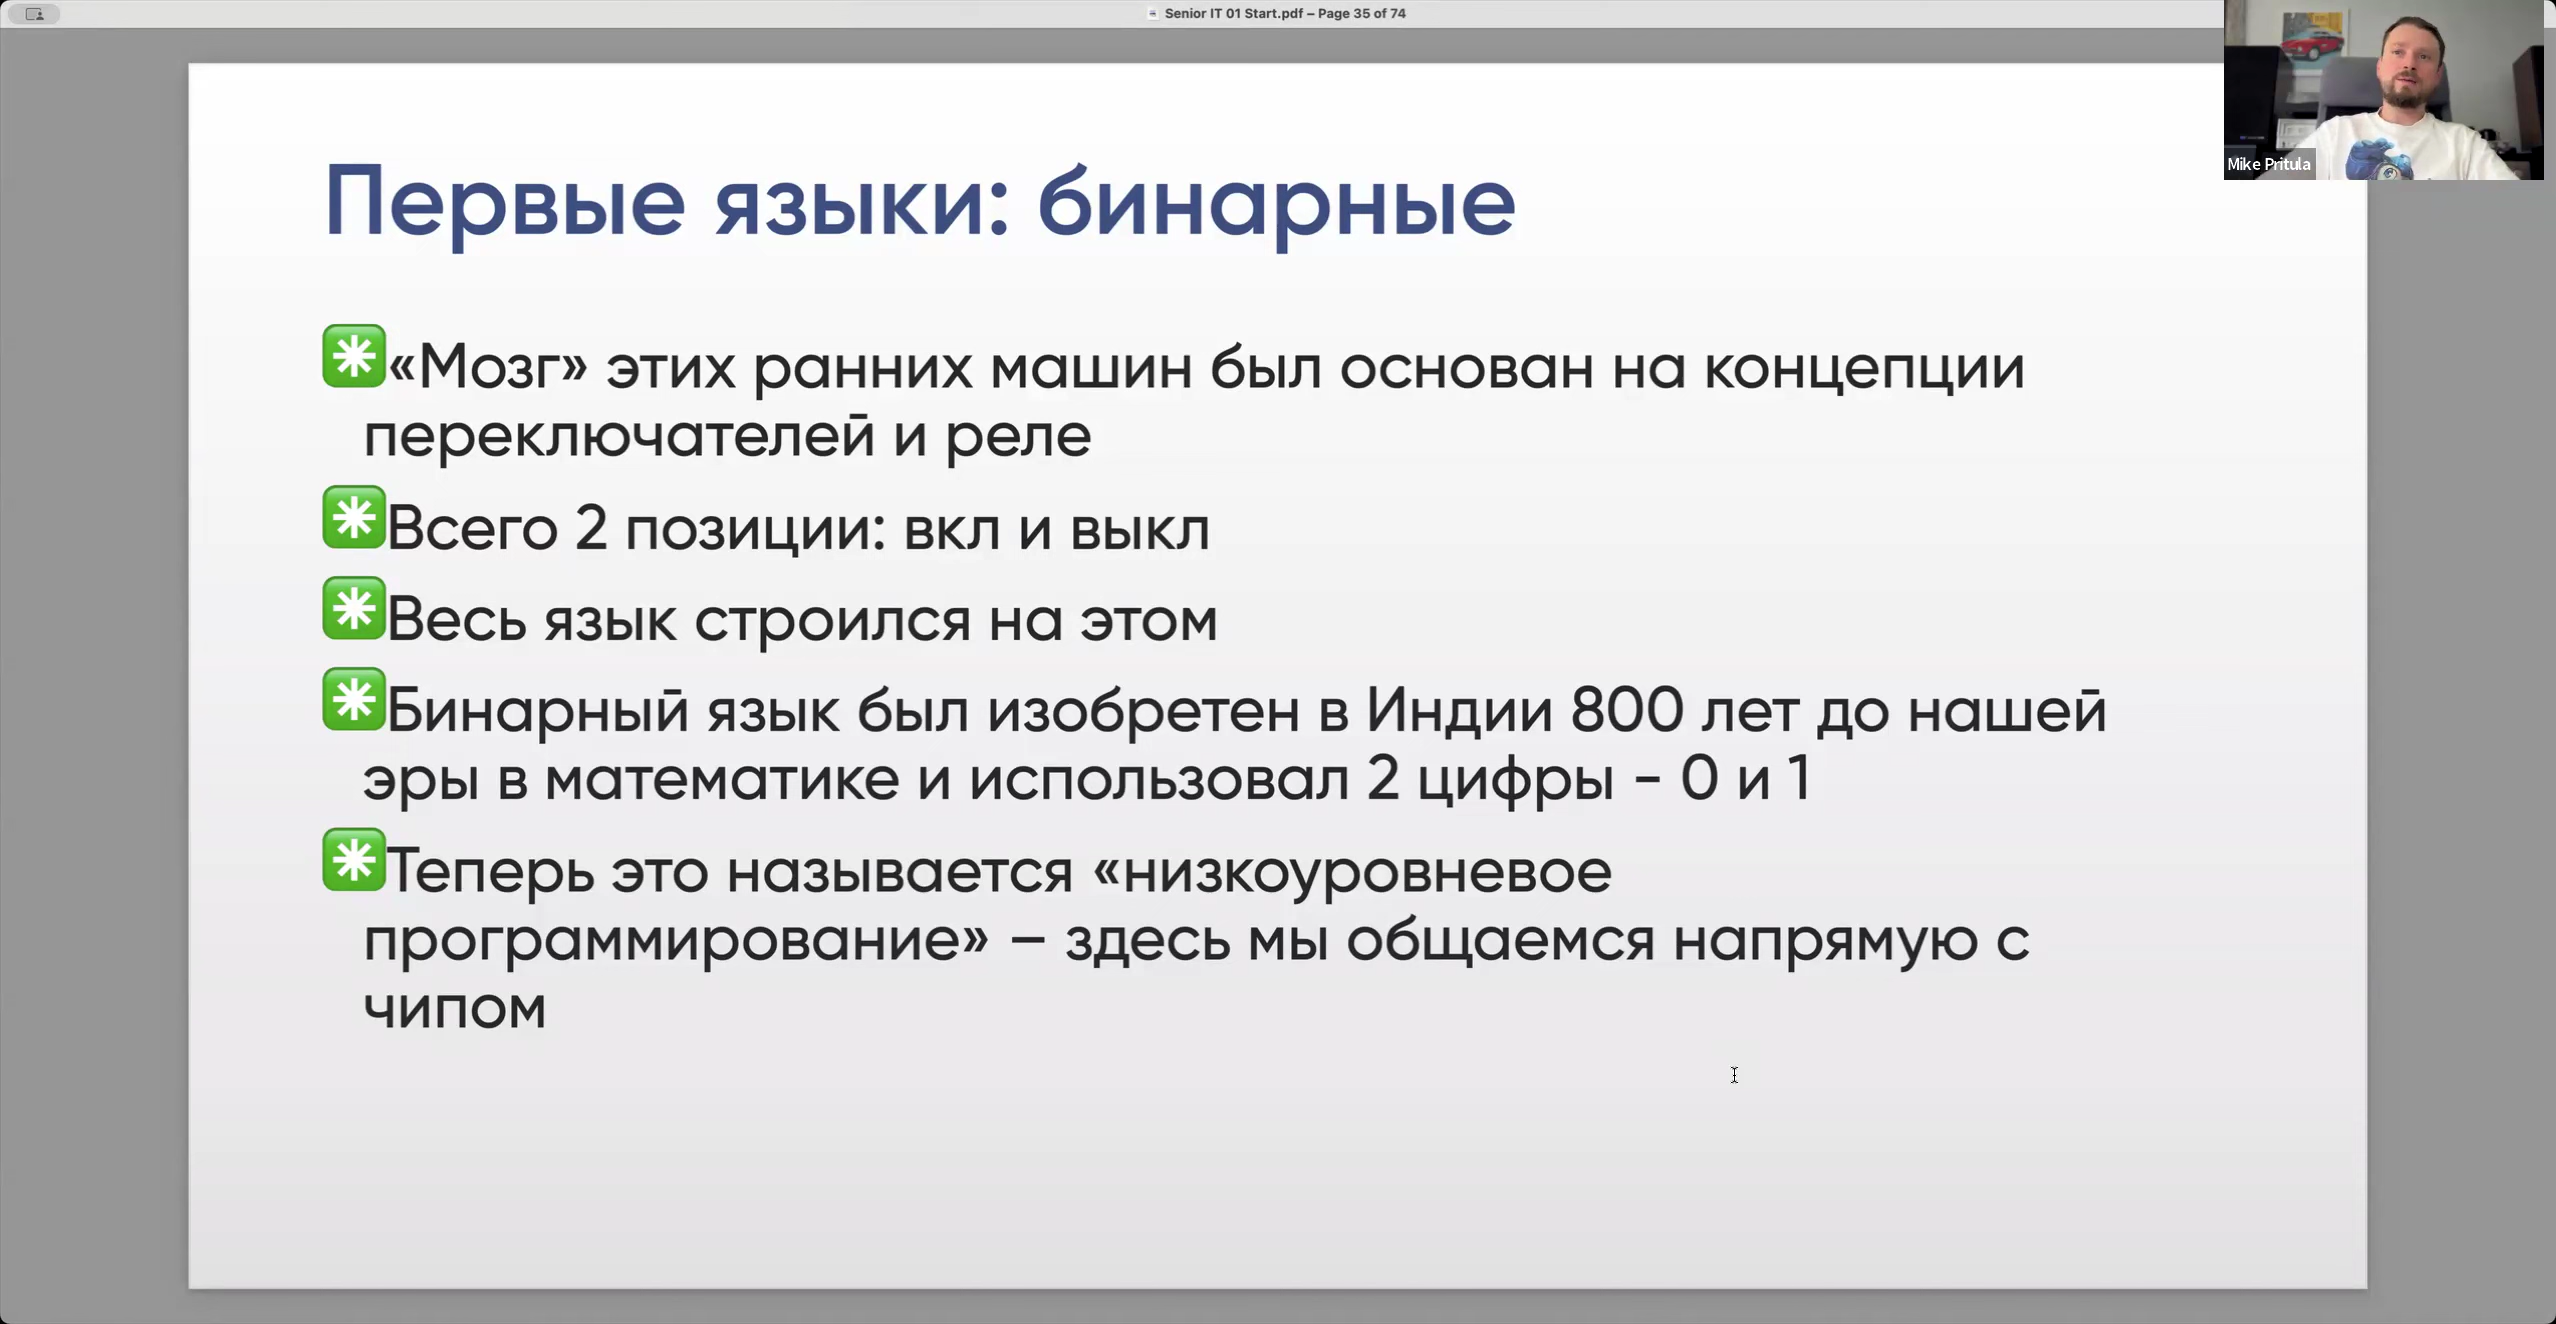 Senior IT 01 Start.pdf – Page 35 of 74
Mike Pritula
Первые языки: бинарные
«Мозг» этих ранних машин был основан на концепции
переключателей и реле
Всего 2 позиции: вкл и выкл
Весь язык строился на этом
Бинарный язык был изобретен в Индии 800 лет до нашей
эры в математике и использовал 2 цифры - 0 и 1
Теперь это называется «низкоуровневое
программирование» – здесь мы общаемся напрямую с
чипом